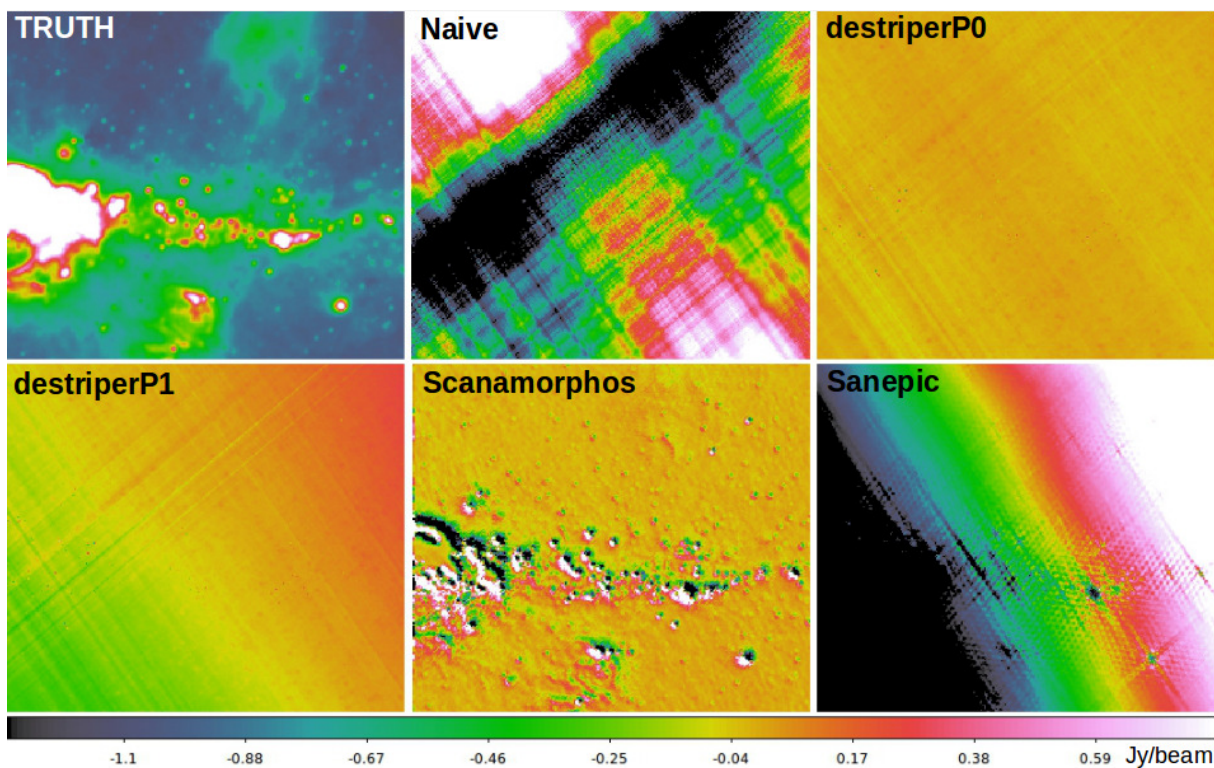 TRUTH
Naive
destriperP0
destriperP1
Scanamorphos
Sanepic
-1.1 -0.88 -0.67 -0.46 -0.25 -0.04 0.17 0.38 0.59 Jy/beam